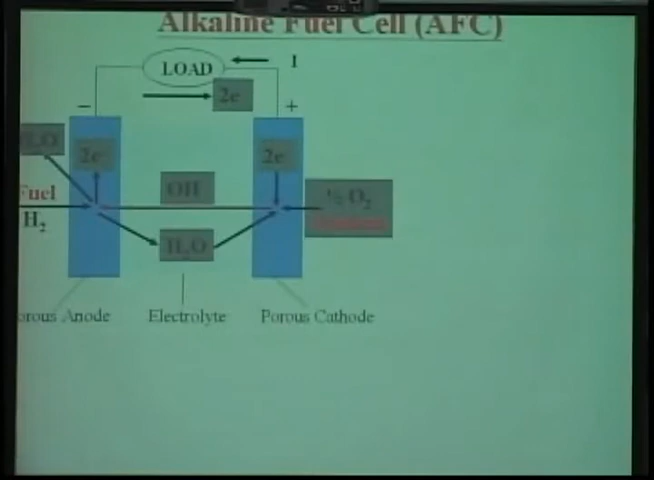 Alkaline Fuel Cell (AFC)
LOAD
I
2e
−
+
2e
2e
OH
Fuel
H2
½ O2
H2O
orous Anode
Electrolyte
Porous Cathode